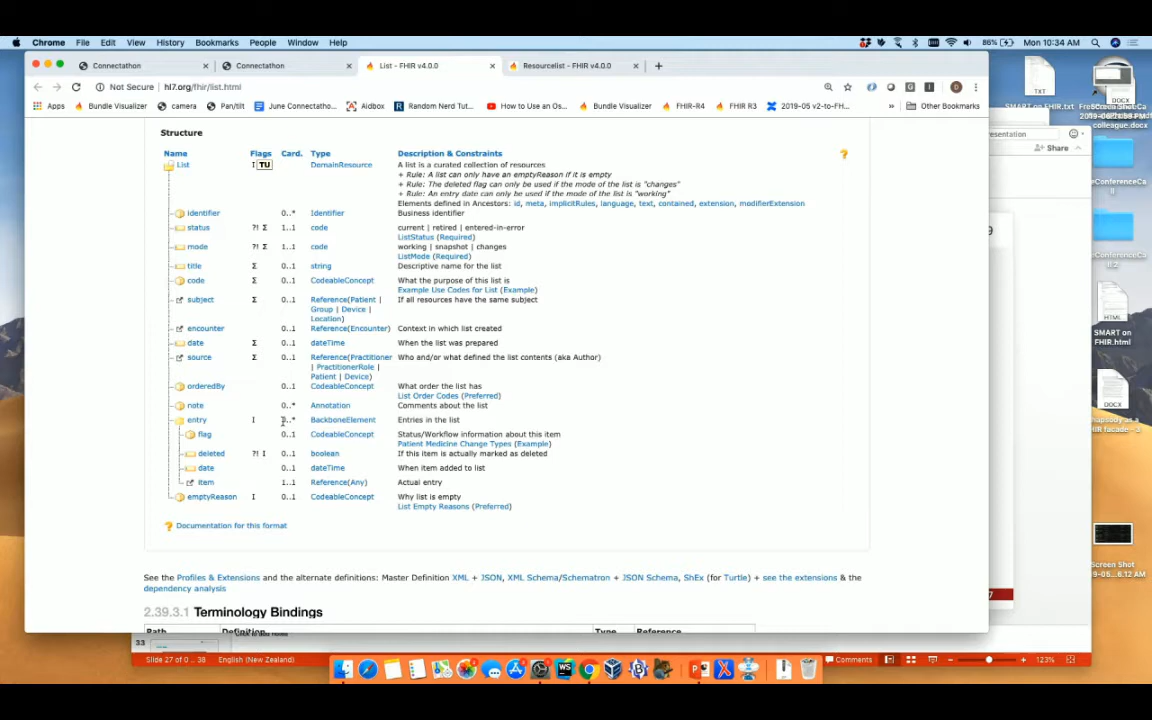 Chrome File Edit View History Bookmarks People Window Help 86% Mon 10:34 AM
Connectathon Connectathon List - FHIR v4.0.0 Resourcelist - FHIR v4.0.0
Not Secure hl7.org/fhir/list.html
Apps Bundle Visualizer camera Pan/tilt June Connectatho... Aidbox Random Nerd Tut... How to Use an Os... Bundle Visualizer FHIR-R4 FHIR R3 2019-05 v2-to-FH... » Other Bookmarks
Structure
Name Flags Card. Type Description & Constraints
List I TU DomainResource A list is a curated collection of resources
+ Rule: A list can only have an emptyReason if it is empty
+ Rule: The deleted flag can only be used if the mode of the list is "changes"
+ Rule: An entry date can only be used if the mode of the list is "working"
Elements defined in Ancestors: id, meta, implicitRules, language, text, contained, extension, modifierExtension
identifier 0..* Identifier Business identifier
status ?! Σ 1..1 code current | retired | entered-in-error
ListStatus (Required)
mode ?! Σ 1..1 code working | snapshot | changes
ListMode (Required)
title Σ 0..1 string Descriptive name for the list
code Σ 0..1 CodeableConcept What the purpose of this list is
Example Use Codes for List (Example)
subject Σ 0..1 Reference(Patient | If all resources have the same subject
Group | Device |
Location)
encounter 0..1 Reference(Encounter) Context in which list created
date Σ 0..1 dateTime When the list was prepared
source Σ 0..1 Reference(Practitioner Who and/or what defined the list contents (aka Author)
| PractitionerRole |
Patient | Device)
orderedBy 0..1 CodeableConcept What order the list has
List Order Codes (Preferred)
note 0..* Annotation Comments about the list
entry I 0..* BackboneElement Entries in the list
flag 0..1 CodeableConcept Status/Workflow information about this item
Patient Medicine Change Types (Example)
deleted ?! I 0..1 boolean If this item is actually marked as deleted
date 0..1 dateTime When item added to list
item 1..1 Reference(Any) Actual entry
emptyReason I 0..1 CodeableConcept Why list is empty
List Empty Reasons (Preferred)
Documentation for this format
See the Profiles & Extensions and the alternate definitions: Master Definition XML + JSON, XML Schema/Schematron + JSON Schema, ShEx (for Turtle) + see the extensions & the
dependency analysis
2.39.3.1 Terminology Bindings
Path Definition Type Reference
33
Slide 27 of 38 English (New Zealand) Comments 123%
Share
SMART on FHIR.txt
colleague.docx
SMART on
FHIR.html
Screen Shot